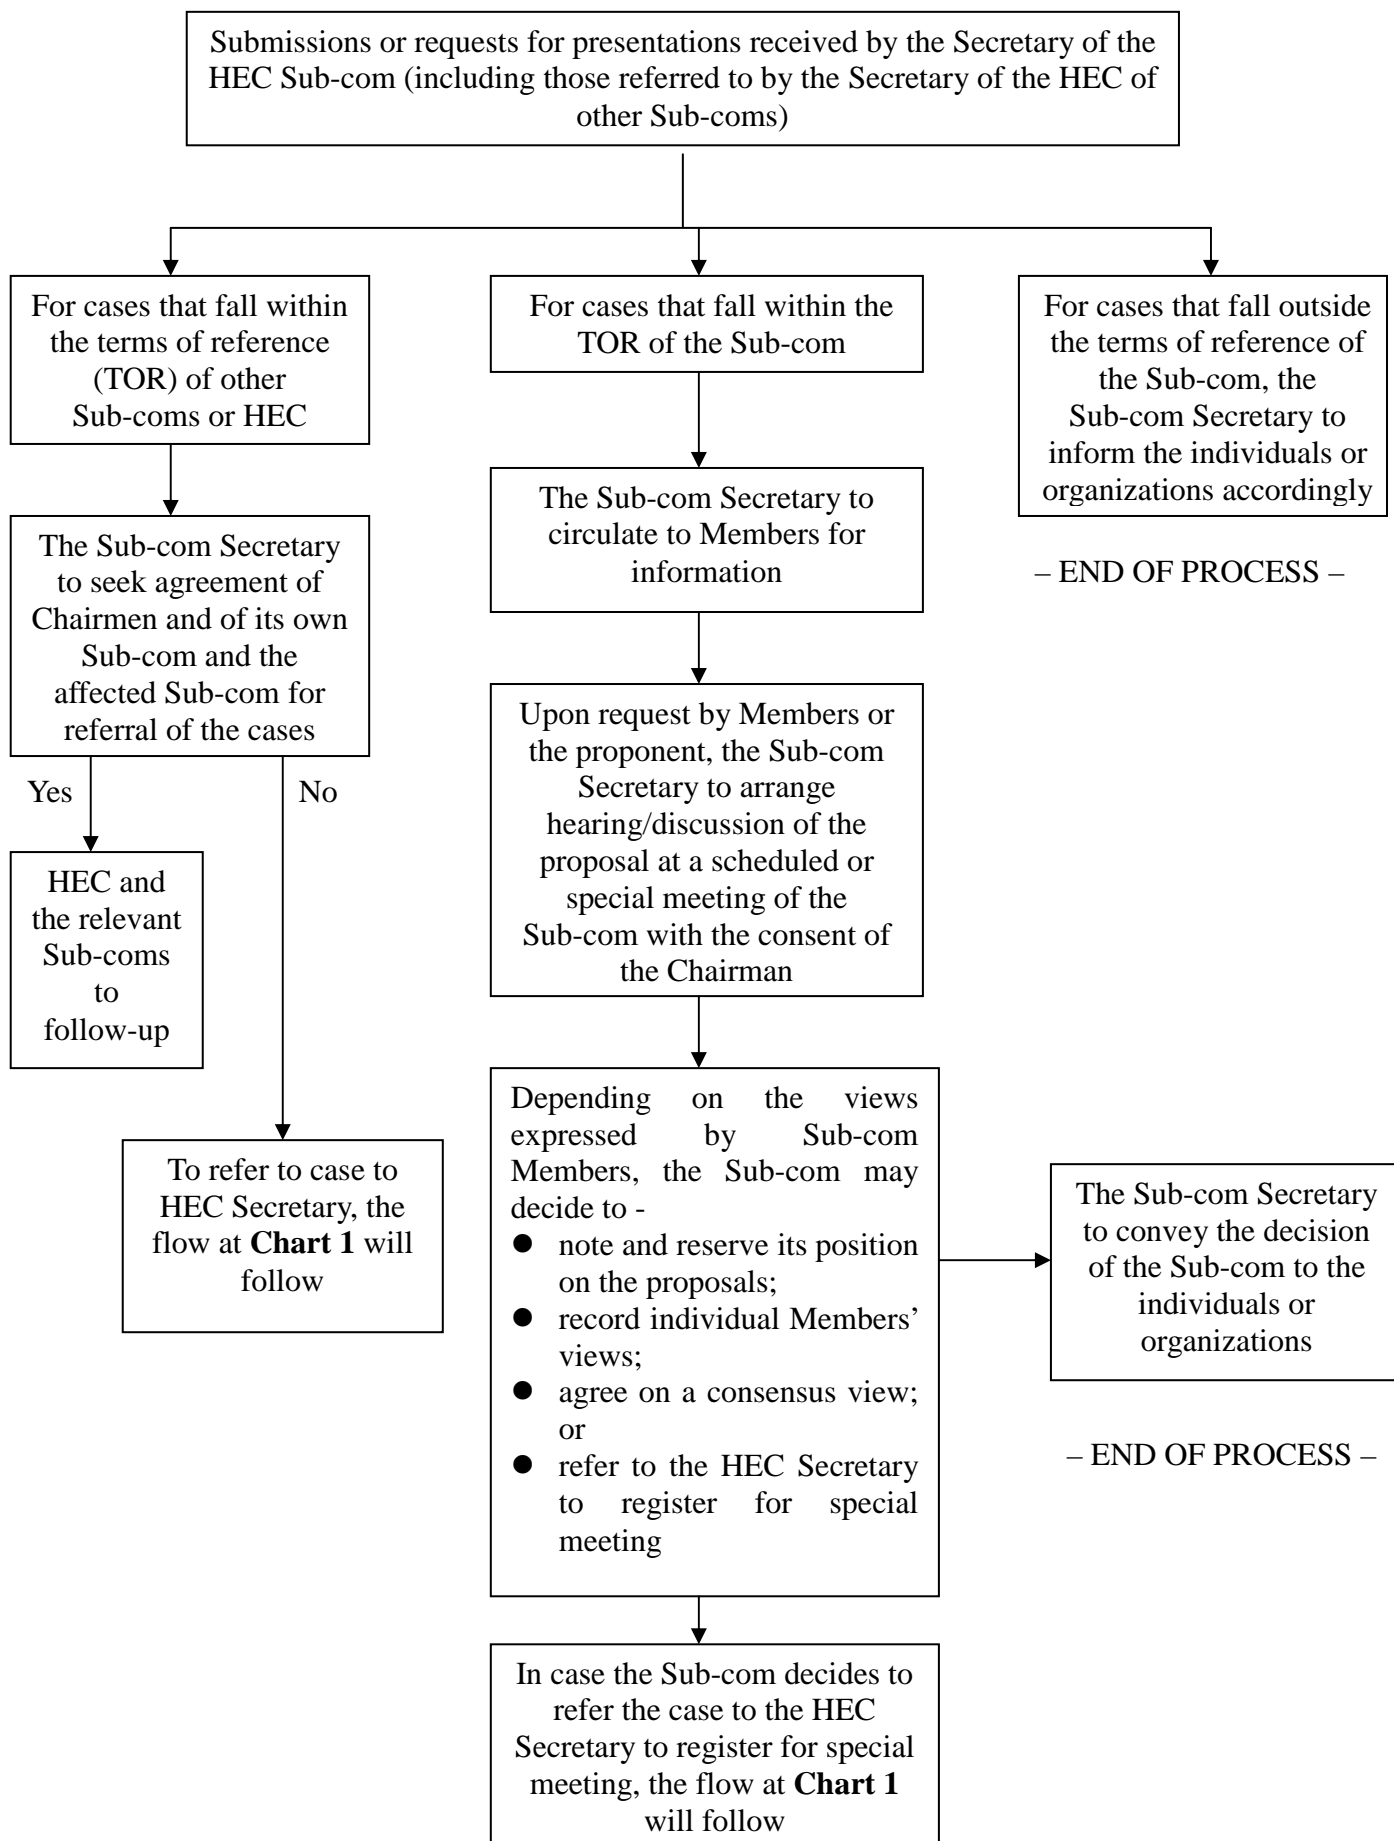 Submissions or requests for presentations received by the Secretary of the
HEC Sub-com (including those referred to by the Secretary of the HEC of
other Sub-coms)
For cases that fall within
the terms of reference
(TOR) of other
Sub-coms or HEC
For cases that fall within the
TOR of the Sub-com
For cases that fall outside
the terms of reference of
the Sub-com, the
Sub-com Secretary to
inform the individuals or
organizations accordingly
The Sub-com Secretary
to seek agreement of
Chairmen and of its own
Sub-com and the
affected Sub-com for
referral of the cases
The Sub-com Secretary to
circulate to Members for
information
– END OF PROCESS –
Yes
No
HEC and
the relevant
Sub-coms
to
follow-up
Upon request by Members or
the proponent, the Sub-com
Secretary to arrange
hearing/discussion of the
proposal at a scheduled or
special meeting of the
Sub-com with the consent of
the Chairman
To refer to case to
HEC Secretary, the
flow at Chart 1 will
follow
Depending on the views
expressed by Sub-com
Members, the Sub-com may
decide to -
● note and reserve its position
on the proposals;
● record individual Members’
views;
● agree on a consensus view;
or
● refer to the HEC Secretary
to register for special
meeting
The Sub-com Secretary
to convey the decision
of the Sub-com to the
individuals or
organizations
– END OF PROCESS –
In case the Sub-com decides to
refer the case to the HEC
Secretary to register for special
meeting, the flow at Chart 1
will follow